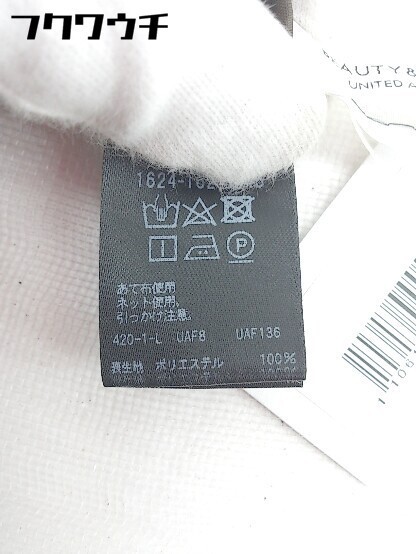 フクウクチ
BEAUTY &
UNITED A
あて布使用
ネット使用、
引っかけ注意、
420-1-L UAF8 UAF136
表生地 ポリエステル 100%